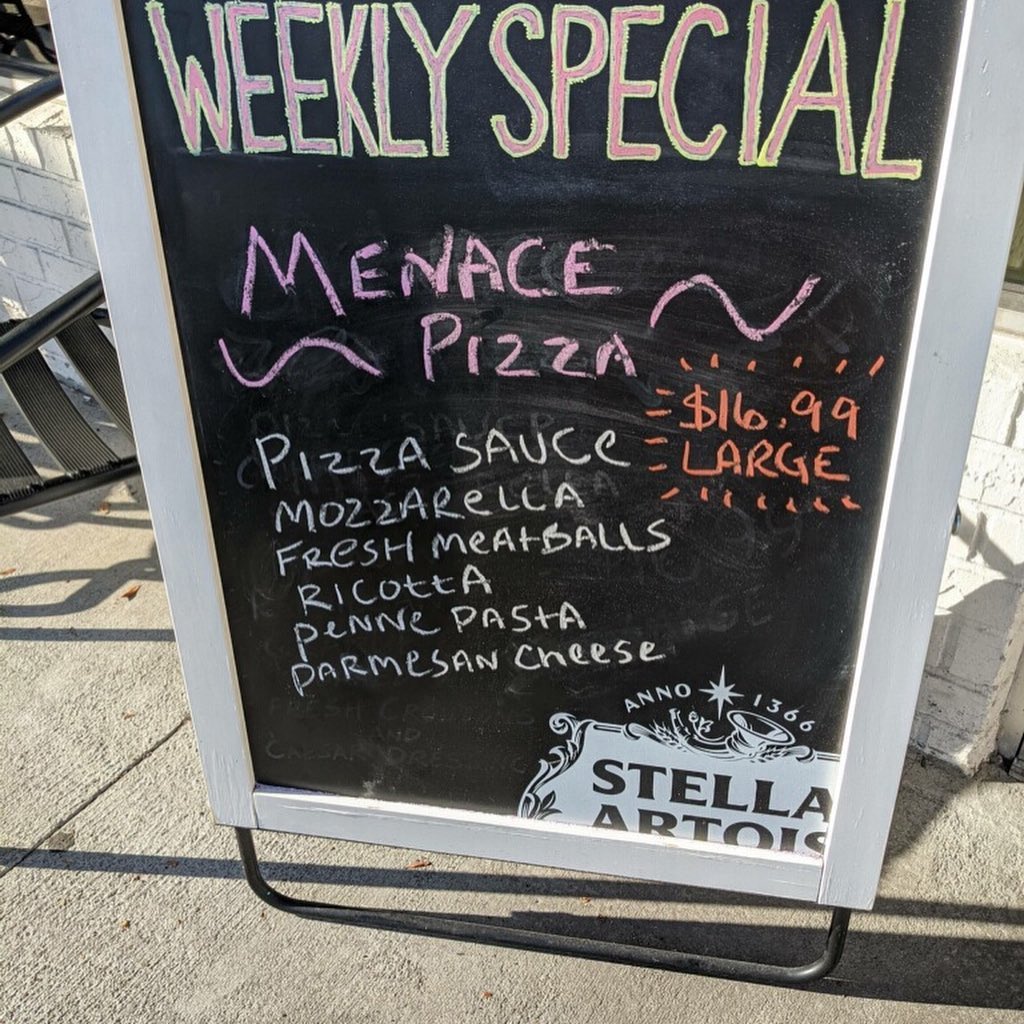 WEEKLY SPECIAL
MENACE
PIZZA
$16.99
LARGE
PIZZA SAUCE
MOZZARELLA
FRESH MEATBALLS
RICOTTA
PENNE PASTA
PARMESAN CHEESE
ANNO 1366
STELLA
ARTOIS